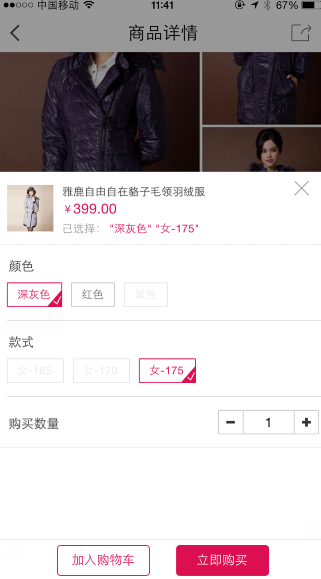 中国移动 11:41 67%
商品详情
雅鹿自由自在貉子毛领羽绒服
￥399.00
已选择： "深灰色" "女-175"
颜色
深灰色 红色 紫色
款式
女-165 女-170 女-175
购买数量
1
加入购物车 立即购买